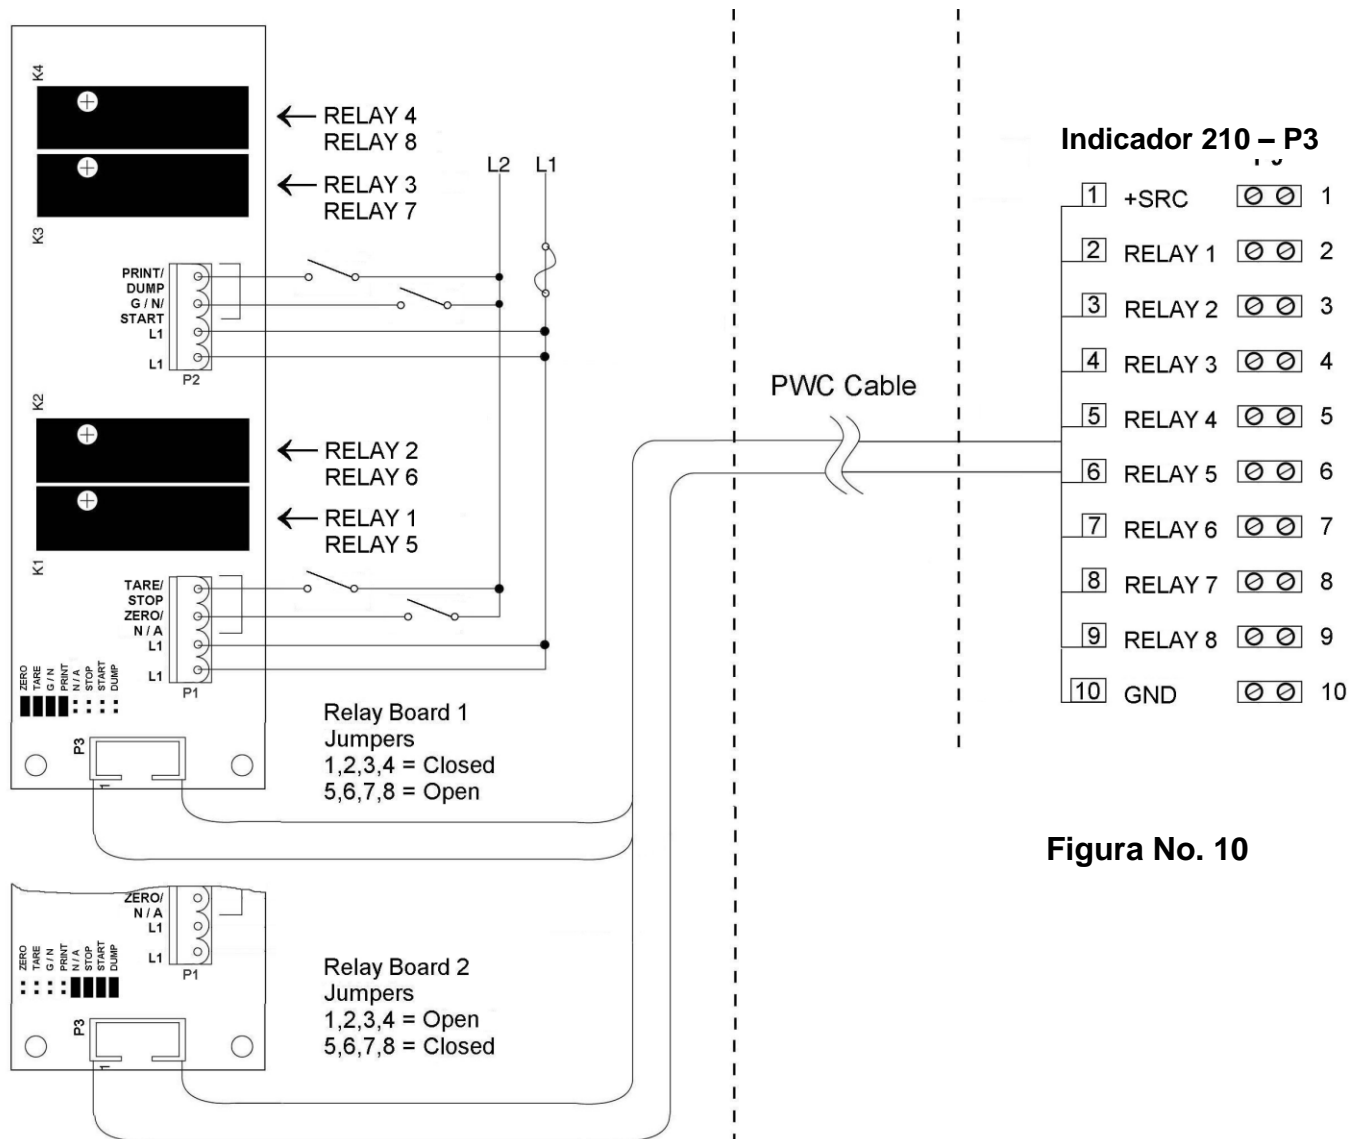 K4
RELAY 4
RELAY 8
RELAY 3
RELAY 7
K3
L2 L1
PRINT/
DUMP
G / N/
START
L1
L1
P2
K2
RELAY 2
RELAY 6
RELAY 1
RELAY 5
K1
TARE/
STOP
ZERO/
N / A
L1
L1
P1
ZERO
TARE
G / N
PRINT
N / A
STOP
START
DUMP
P3
1
Relay Board 1
Jumpers
1,2,3,4 = Closed
5,6,7,8 = Open
ZERO/
N / A
L1
L1
P1
ZERO
TARE
G / N
PRINT
N / A
STOP
START
DUMP
P3
1
Relay Board 2
Jumpers
1,2,3,4 = Open
5,6,7,8 = Closed
PWC Cable
Indicador 210 – P3
1 +SRC 1
2 RELAY 1 2
3 RELAY 2 3
4 RELAY 3 4
5 RELAY 4 5
6 RELAY 5 6
7 RELAY 6 7
8 RELAY 7 8
9 RELAY 8 9
10 GND 10
Figura No. 10